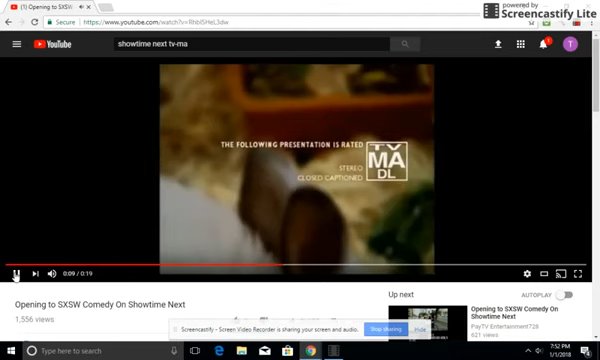 powered by
Screencastify Lite
Opening to SXSW
Secure
https://www.youtube.com/watch?v=RhbISHeL3dw
YouTube
showtime next tv-ma
1
T
THE FOLLOWING PRESENTATION IS RATED
TV
MA
DL
STEREO
CLOSED CAPTIONED
0:09 / 0:19
Opening to SXSW Comedy On Showtime Next
1,556 views
Up next
AUTOPLAY
Opening to SXSW Comedy On
Showtime Next
PayTV Entertainment728
621 views
Screencastify - Screen Video Recorder is sharing your screen and audio.
Stop sharing
Hide
Type here to search
7:52 PM
1/1/2018